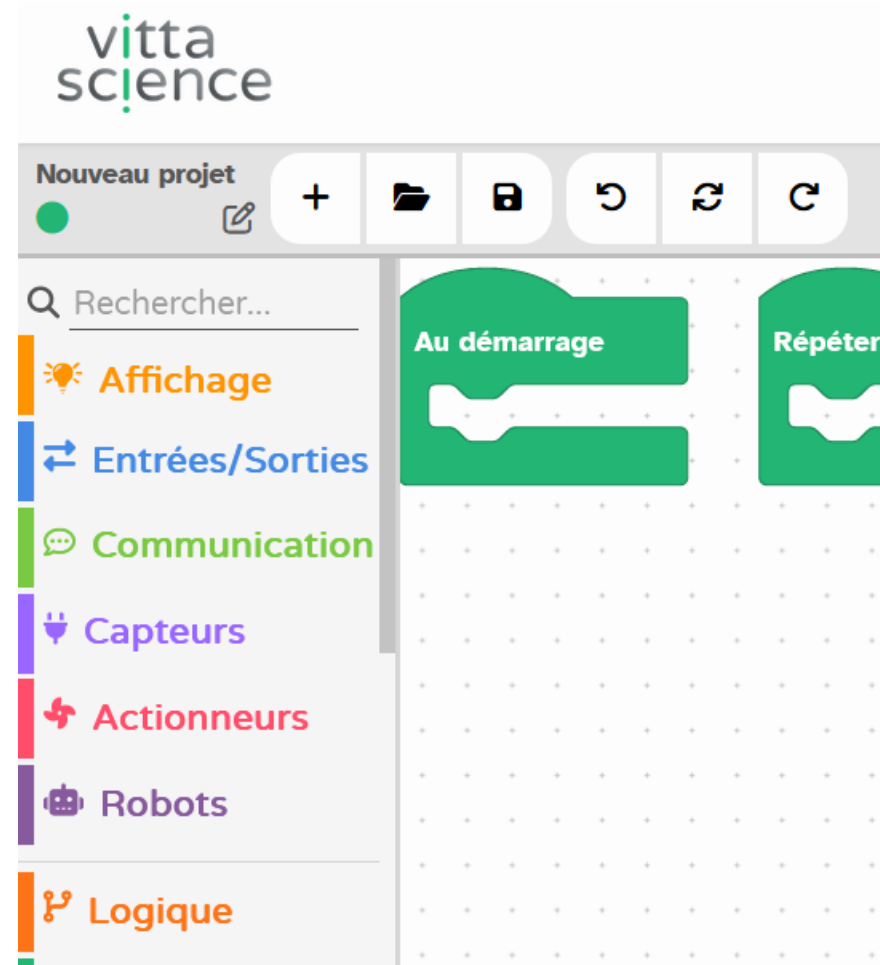 vitta
science
Nouveau projet
Rechercher...
Au démarrage
Répéter
Affichage
Entrées/Sorties
Communication
Capteurs
Actionneurs
Robots
Logique